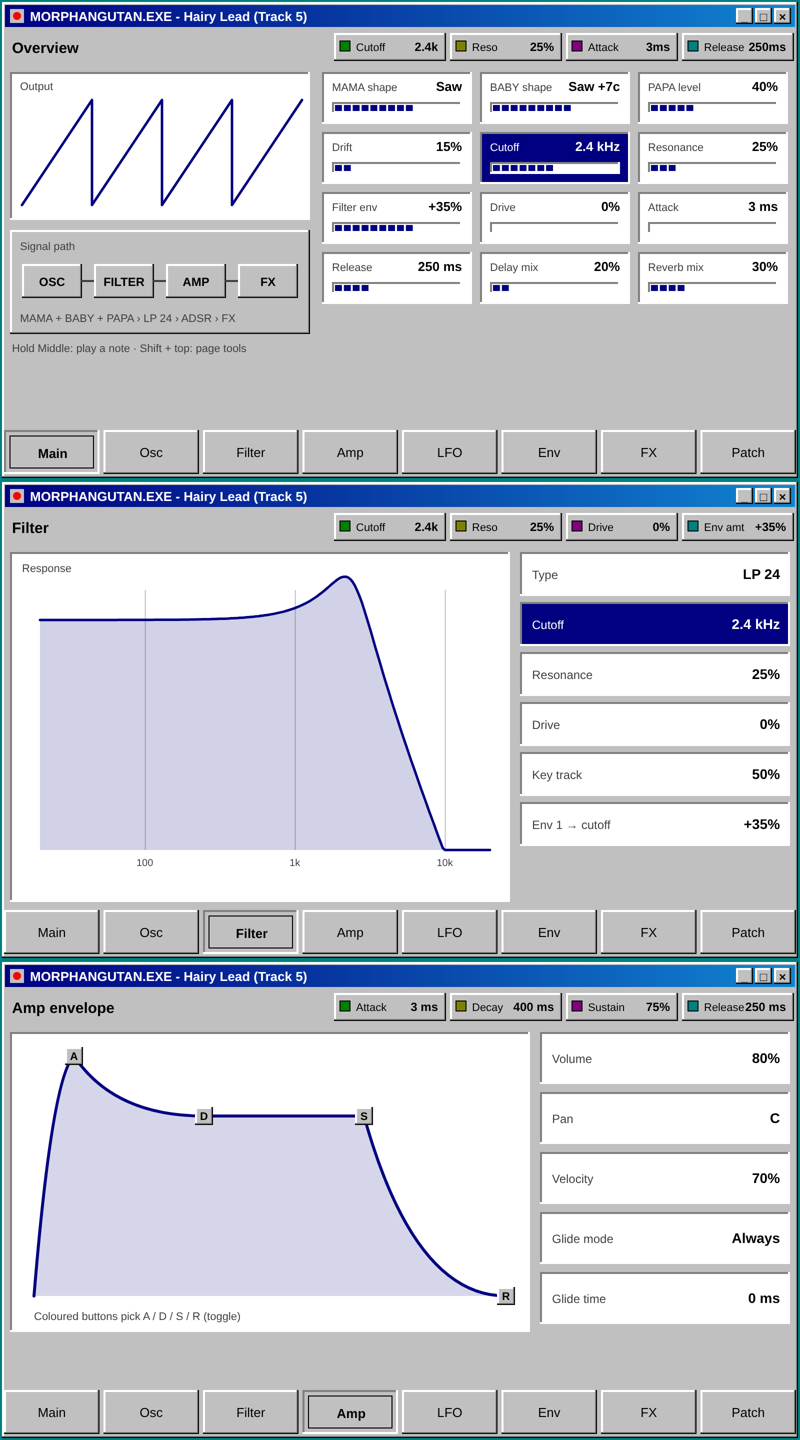 MORPHANGUTAN.EXE - Hairy Lead (Track 5)
Overview
Cutoff 2.4k
Reso 25%
Attack 3ms
Release 250ms
Output
MAMA shape Saw
BABY shape Saw +7c
PAPA level 40%
Drift 15%
Cutoff 2.4 kHz
Resonance 25%
Filter env +35%
Drive 0%
Attack 3 ms
Release 250 ms
Delay mix 20%
Reverb mix 30%
Signal path
OSC FILTER AMP FX
MAMA + BABY + PAPA › LP 24 › ADSR › FX
Hold Middle: play a note · Shift + top: page tools
Main Osc Filter Amp LFO Env FX Patch
MORPHANGUTAN.EXE - Hairy Lead (Track 5)
Filter
Cutoff 2.4k
Reso 25%
Drive 0%
Env amt +35%
Response
100 1k 10k
Type LP 24
Cutoff 2.4 kHz
Resonance 25%
Drive 0%
Key track 50%
Env 1 → cutoff +35%
Main Osc Filter Amp LFO Env FX Patch
MORPHANGUTAN.EXE - Hairy Lead (Track 5)
Amp envelope
Attack 3 ms
Decay 400 ms
Sustain 75%
Release 250 ms
A
D
S
R
Coloured buttons pick A / D / S / R (toggle)
Volume 80%
Pan C
Velocity 70%
Glide mode Always
Glide time 0 ms
Main Osc Filter Amp LFO Env FX Patch